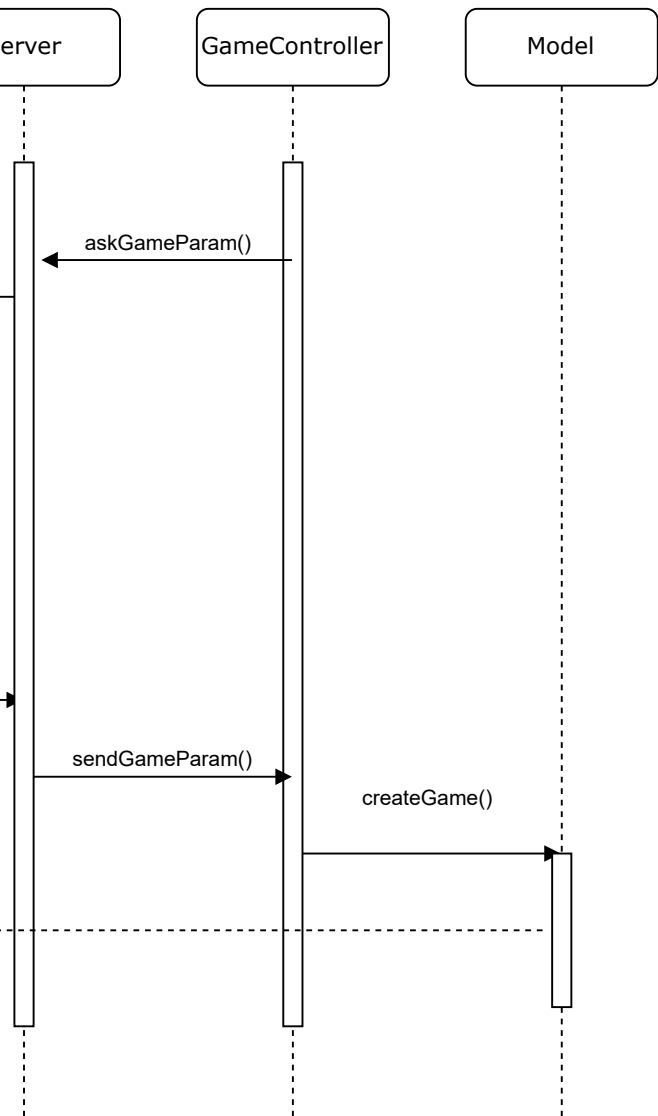 erver
GameController
Model
askGameParam()
sendGameParam()
createGame()